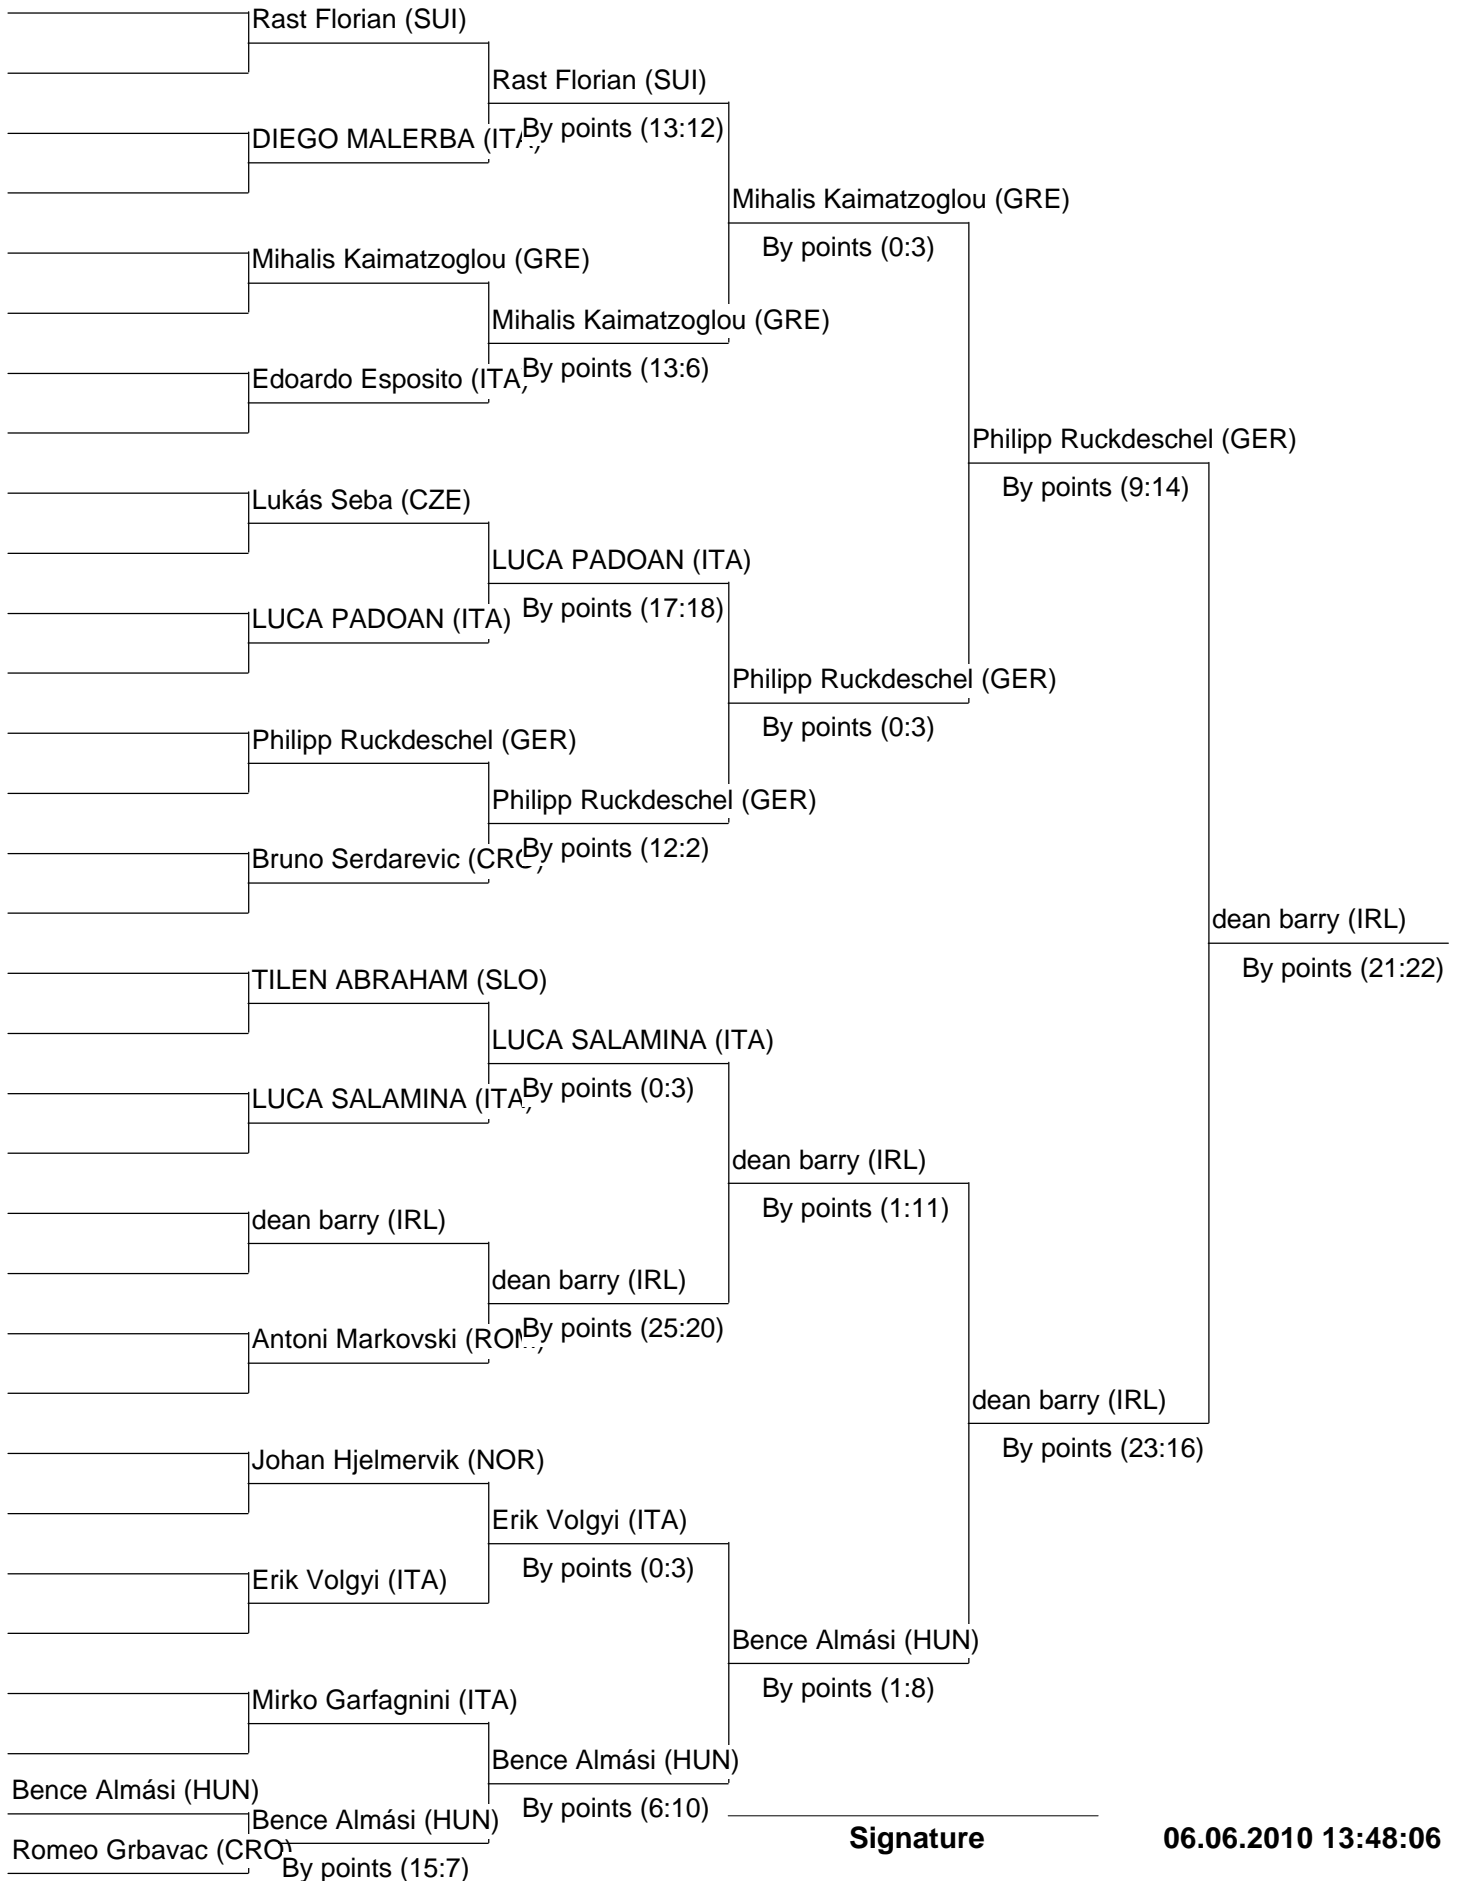 Rast Florian (SUI)
Rast Florian (SUI)
By points (13:12)
DIEGO MALERBA (ITA)
Mihalis Kaimatzoglou (GRE)
By points (0:3)
Mihalis Kaimatzoglou (GRE)
Mihalis Kaimatzoglou (GRE)
By points (13:6)
Edoardo Esposito (ITA)
Philipp Ruckdeschel (GER)
By points (9:14)
Lukás Seba (CZE)
LUCA PADOAN (ITA)
By points (17:18)
LUCA PADOAN (ITA)
Philipp Ruckdeschel (GER)
By points (0:3)
Philipp Ruckdeschel (GER)
Philipp Ruckdeschel (GER)
By points (12:2)
Bruno Serdarevic (CRO)
dean barry (IRL)
By points (21:22)
TILEN ABRAHAM (SLO)
LUCA SALAMINA (ITA)
By points (0:3)
LUCA SALAMINA (ITA)
dean barry (IRL)
By points (1:11)
dean barry (IRL)
dean barry (IRL)
By points (25:20)
Antoni Markovski (ROM)
dean barry (IRL)
By points (23:16)
Johan Hjelmervik (NOR)
Erik Volgyi (ITA)
By points (0:3)
Erik Volgyi (ITA)
Bence Almási (HUN)
By points (1:8)
Mirko Garfagnini (ITA)
Bence Almási (HUN)
By points (6:10)
Bence Almási (HUN)
Bence Almási (HUN)
Romeo Grbavac (CRO)
By points (15:7)
Signature
06.06.2010 13:48:06